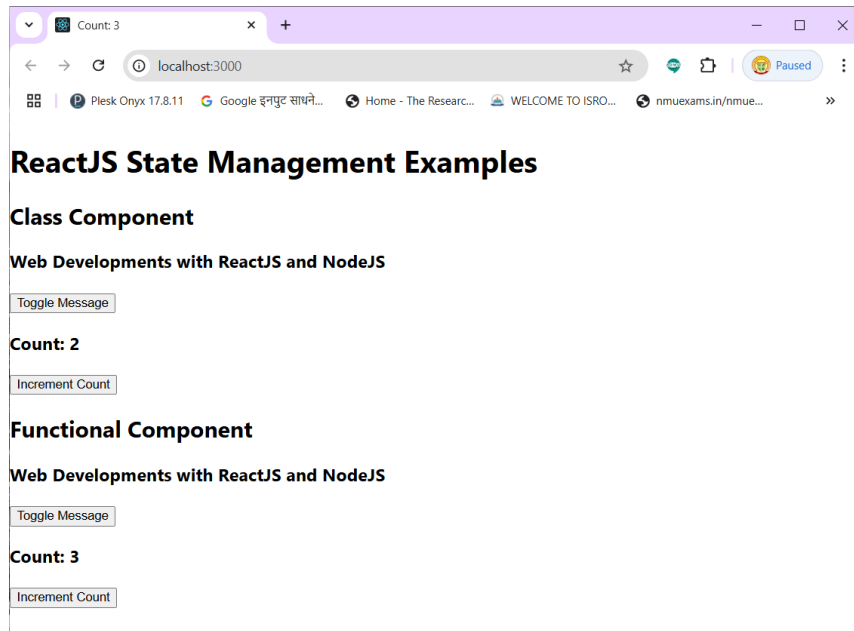 Count: 3
localhost:3000
Paused
Plesk Onyx 17.8.11 Google इनपुट साधने... Home - The Researc... WELCOME TO ISRO... nmuexams.in/nmue...
ReactJS State Management Examples
Class Component
Web Developments with ReactJS and NodeJS
Toggle Message
Count: 2
Increment Count
Functional Component
Web Developments with ReactJS and NodeJS
Toggle Message
Count: 3
Increment Count